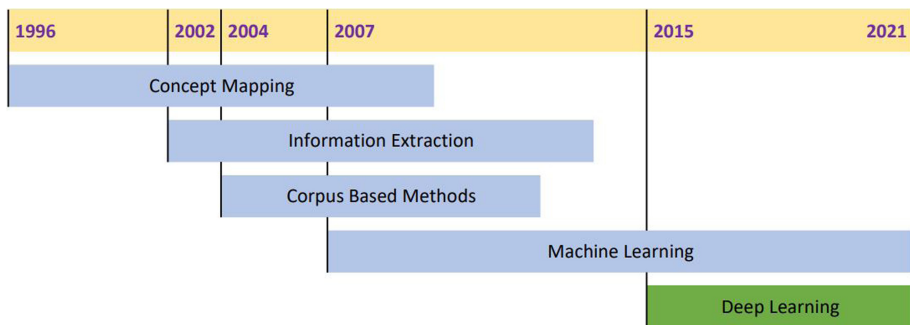 1996 2002 2004 2007 2015 2021
Concept Mapping
Information Extraction
Corpus Based Methods
Machine Learning
Deep Learning